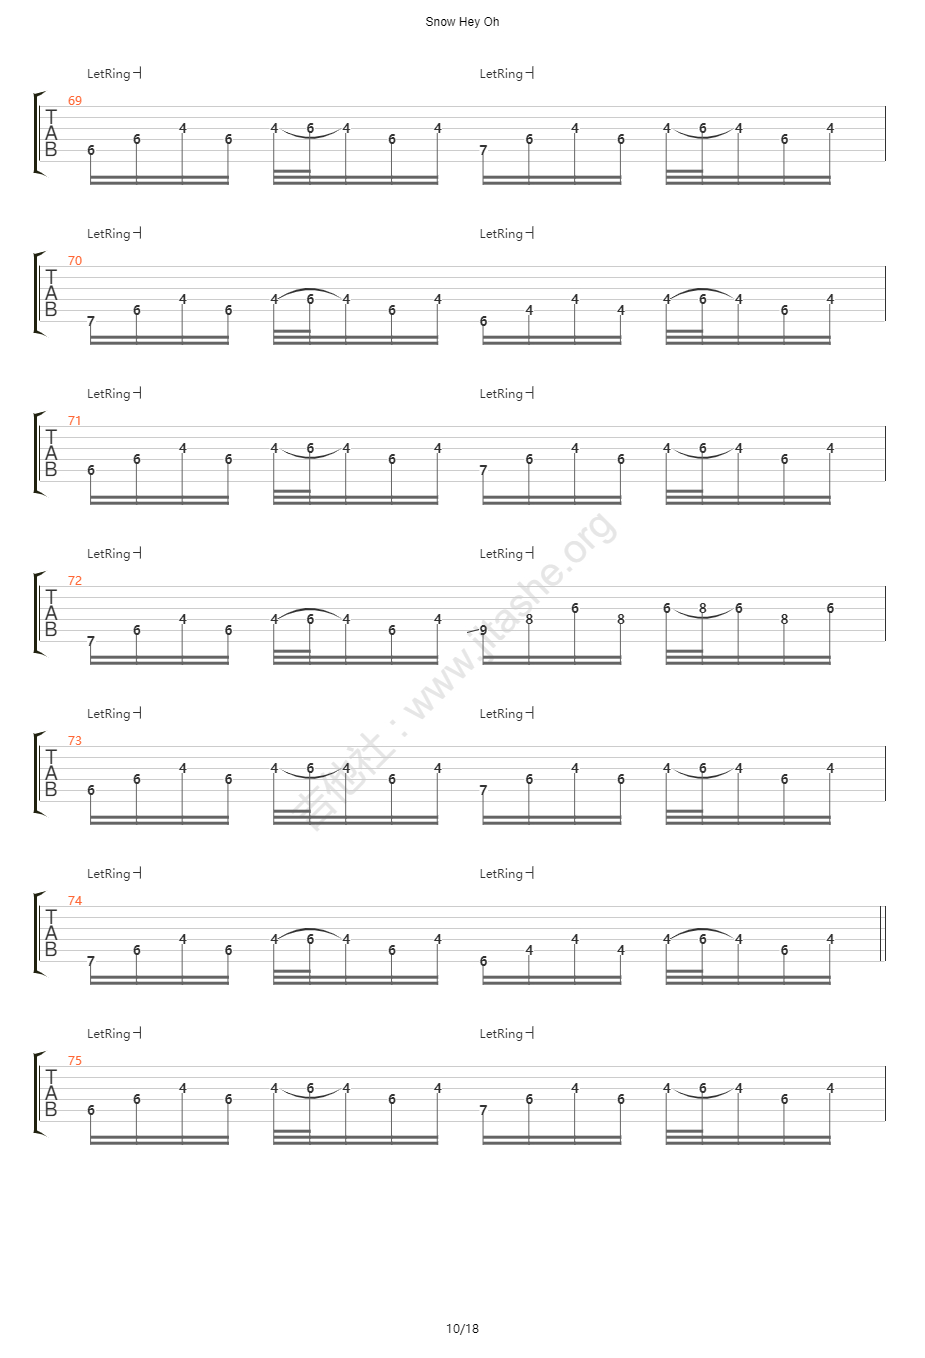 Snow Hey Oh
LetRing LetRing
69
T
A
B
6 6 4 6 4 6 4 6 4 7 6 4 6 4 6 4 6 4
LetRing LetRing
70
T
A
B
7 6 4 6 4 6 4 6 4 6 4 4 4 4 6 4 6 4
LetRing LetRing
71
T
A
B
6 6 4 6 4 6 4 6 4 7 6 4 6 4 6 4 6 4
LetRing LetRing
72
T
A
B
7 6 4 6 4 6 4 6 4 9 8 6 8 6 8 6 8 6
LetRing LetRing
73
T
A
B
6 6 4 6 4 6 4 6 4 7 6 4 6 4 6 4 6 4
LetRing LetRing
74
T
A
B
7 6 4 6 4 6 4 6 4 6 4 4 4 4 6 4 6 4
LetRing LetRing
75
T
A
B
6 6 4 6 4 6 4 6 4 7 6 4 6 4 6 4 6 4
吉他社：www.jitashe.org
10/18